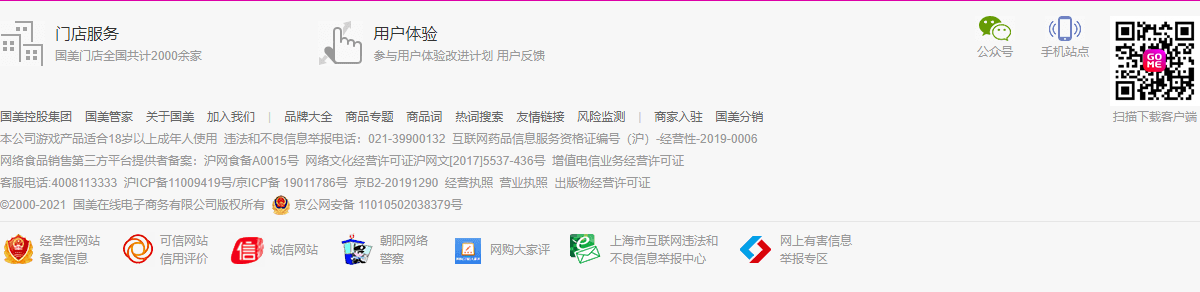 门店服务
国美门店全国共计2000余家
用户体验
参与用户体验改进计划 用户反馈
公众号
手机站点
GO
ME
扫描下载客户端
国美控股集团 国美管家 关于国美 加入我们 | 品牌大全 商品专题 商品词 热词搜索 友情链接 风险监测 | 商家入驻 国美分销
本公司游戏产品适合18岁以上成年人使用 违法和不良信息举报电话：021-39900132 互联网药品信息服务资格证编号（沪）-经营性-2019-0006
网络食品销售第三方平台提供者备案：沪网食备A0015号 网络文化经营许可证沪网文[2017]5537-436号 增值电信业务经营许可证
客服电话:4008113333 沪ICP备11009419号/京ICP备 19011786号 京B2-20191290 经营执照 营业执照 出版物经营许可证
©2000-2021 国美在线电子商务有限公司版权所有 京公网安备 11010502038379号
经营性网站
备案信息
可信网站
信用评价
信
诚信网站
朝阳网络
警察
网购大家评
上海市互联网违法和
不良信息举报中心
网上有害信息
举报专区